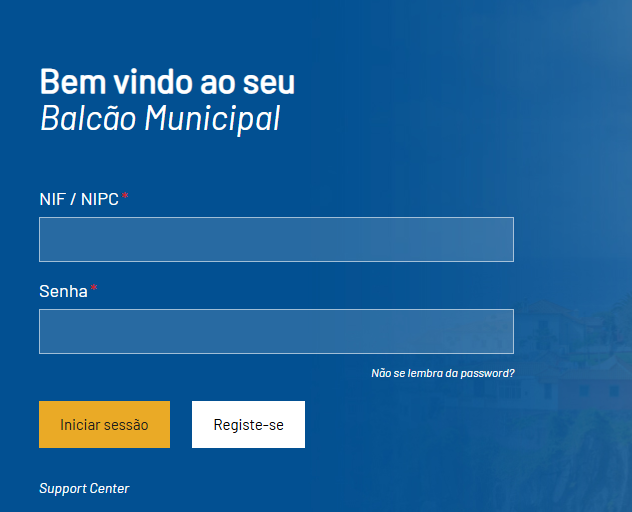 Bem vindo ao seu
Balcão Municipal
NIF / NIPC *
Senha *
Não se lembra da password?
Iniciar sessão
Registe-se
Support Center